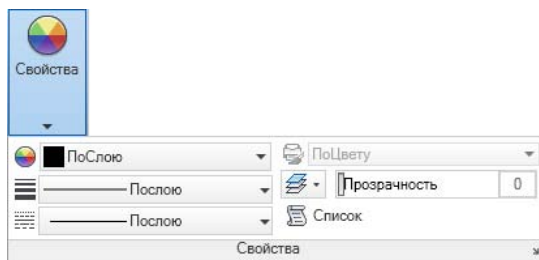 Свойства
ПоСлою
ПоЦвету
Послою
Прозрачность 0
Послою
Список
Свойства